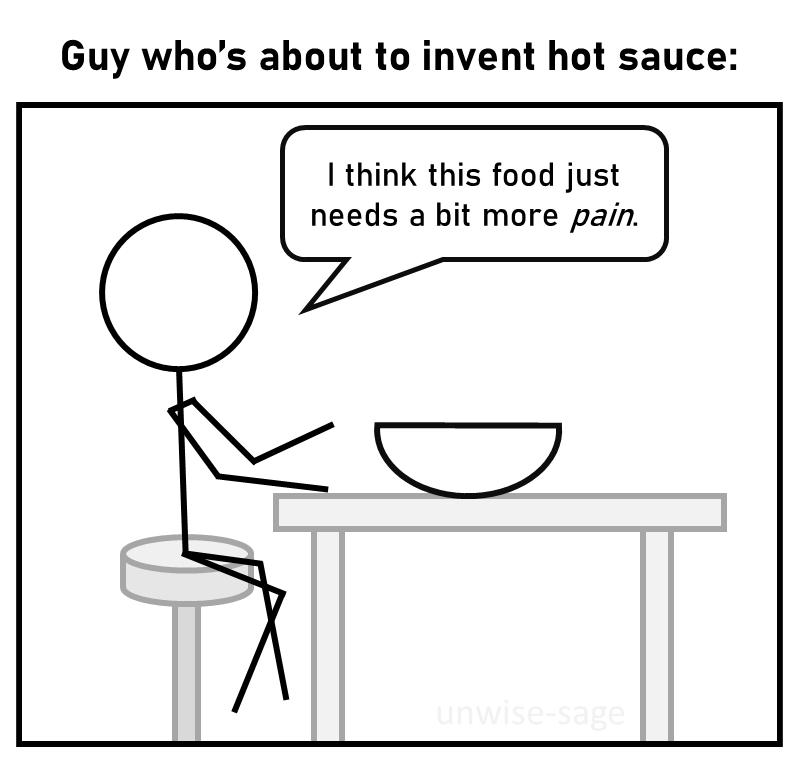 Guy who's about to invent hot sauce:
I think this food just
needs a bit more pain.
unwise-sage